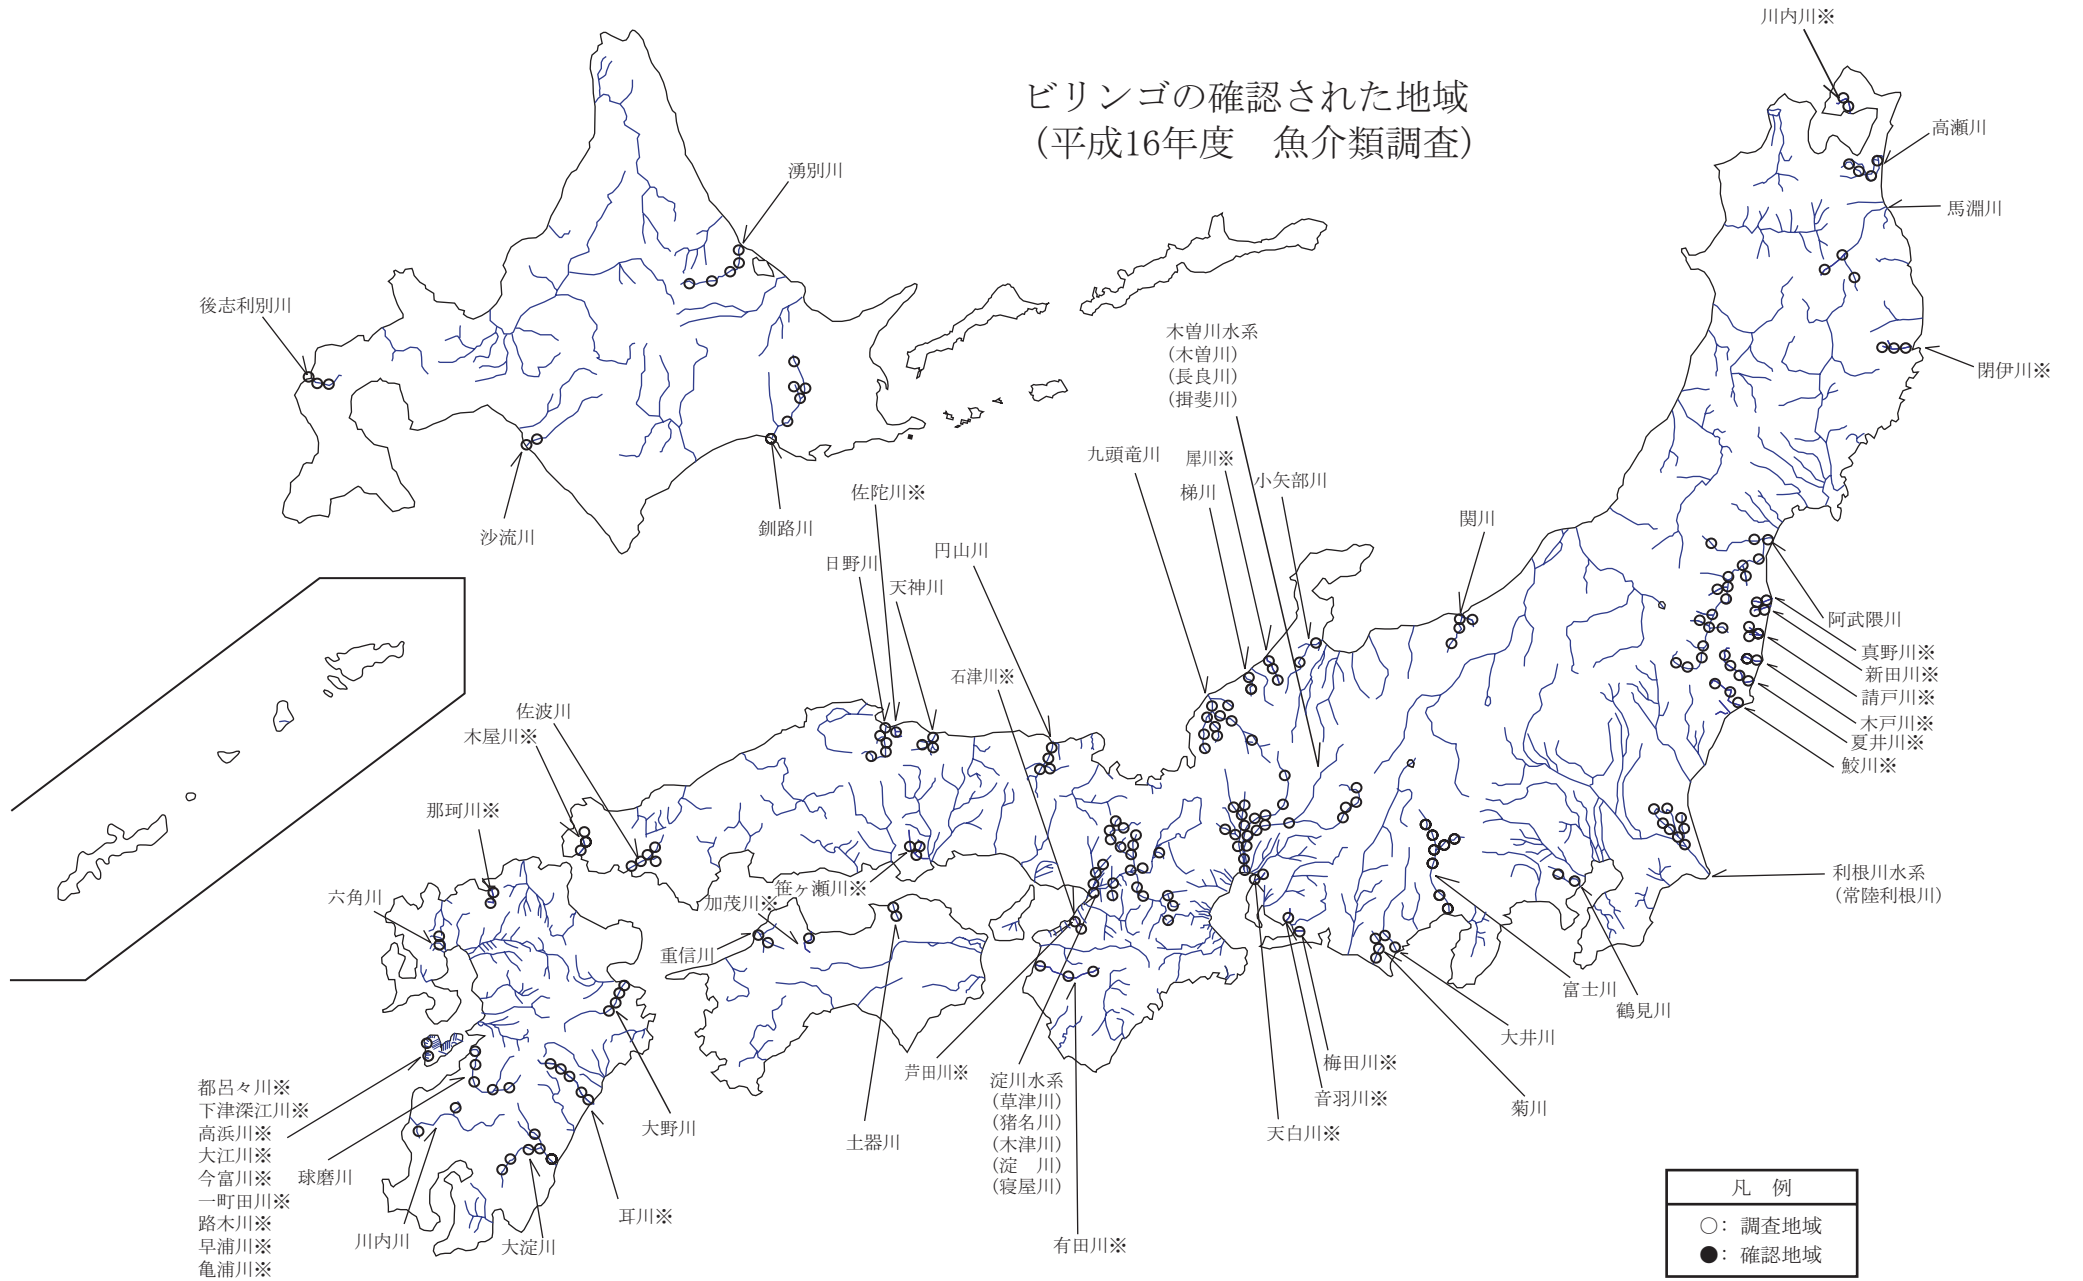 ビリンゴの確認された地域
(平成16年度　魚介類調査)
川内川※
高瀬川
馬淵川
閉伊川※
湧別川
後志利別川
沙流川
釧路川
木曽川水系
(木曽川)
(長良川)
(揖斐川)
九頭竜川
犀川※
梯川
小矢部川
関川
佐陀川※
日野川
天神川
円山川
石津川※
佐波川
木屋川※
那珂川※
六角川
笹ヶ瀬川※
加茂川※
重信川
阿武隈川
真野川※
新田川※
請戸川※
木戸川※
夏井川※
鮫川※
利根川水系
(常陸利根川)
富士川
鶴見川
大井川
菊川
梅田川※
音羽川※
天白川※
芦田川※
淀川水系
(草津川)
(猪名川)
(木津川)
(淀　川)
(寝屋川)
有田川※
土器川
大野川
耳川※
大淀川
川内川
球磨川
都呂々川※
下津深江川※
高浜川※
大江川※
今富川※
一町田川※
路木川※
早浦川※
亀浦川※
凡　例
○：調査地域
●：確認地域